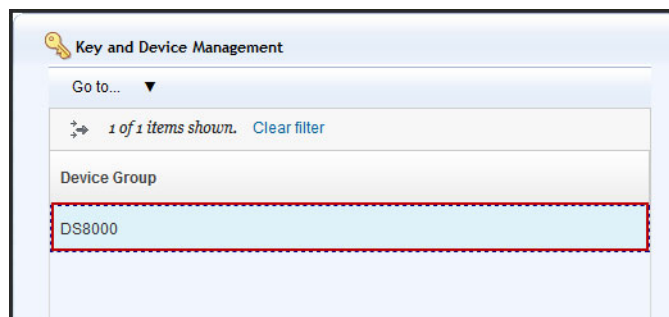 Key and Device Management
Go to... ▼
1 of 1 items shown. Clear filter
Device Group
DS8000